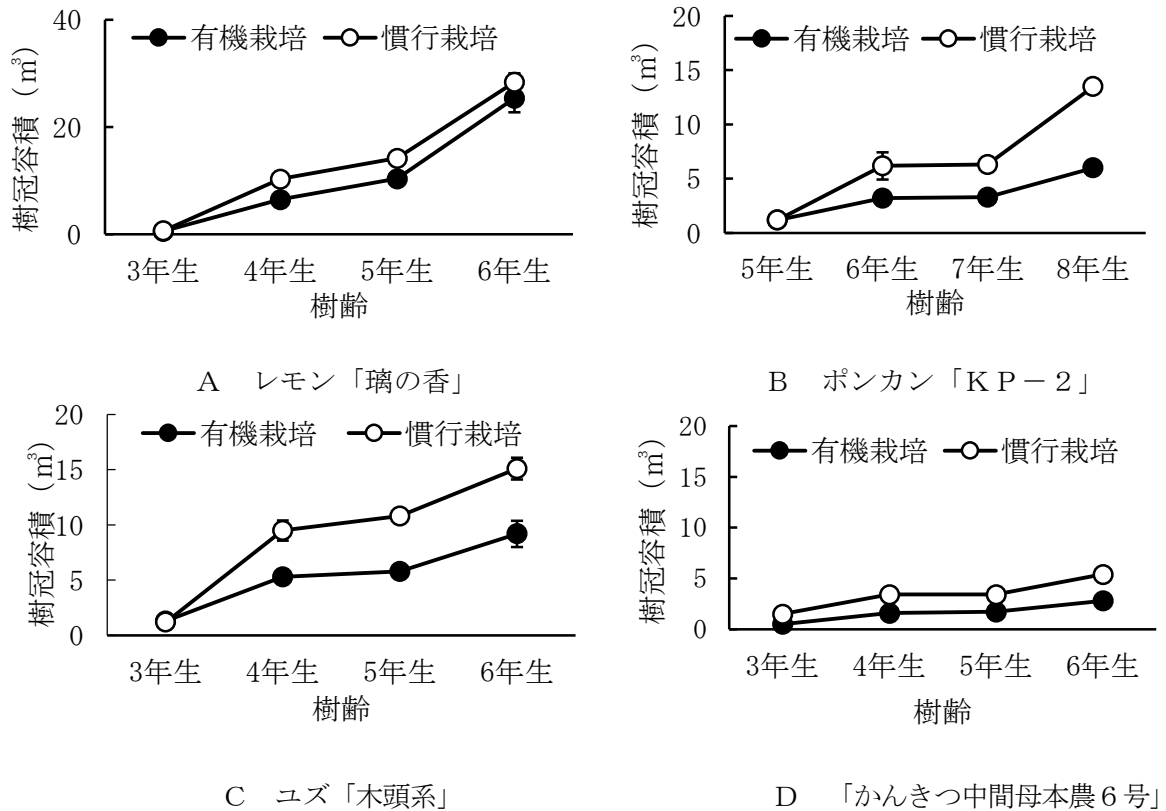 40
20
0
樹冠容積（㎥）
有機栽培 慣行栽培
3年生 4年生 5年生 6年生
樹齢
A レモン「璃の香」
20
15
10
5
0
樹冠容積（㎥）
有機栽培 慣行栽培
5年生 6年生 7年生 8年生
樹齢
B ポンカン「KP－2」
20
15
10
5
0
樹冠容積（㎥）
有機栽培 慣行栽培
3年生 4年生 5年生 6年生
樹齢
C ユズ「木頭系」
20
15
10
5
0
樹冠容積（㎥）
有機栽培 慣行栽培
3年生 4年生 5年生 6年生
樹齢
D 「かんきつ中間母本農6号」